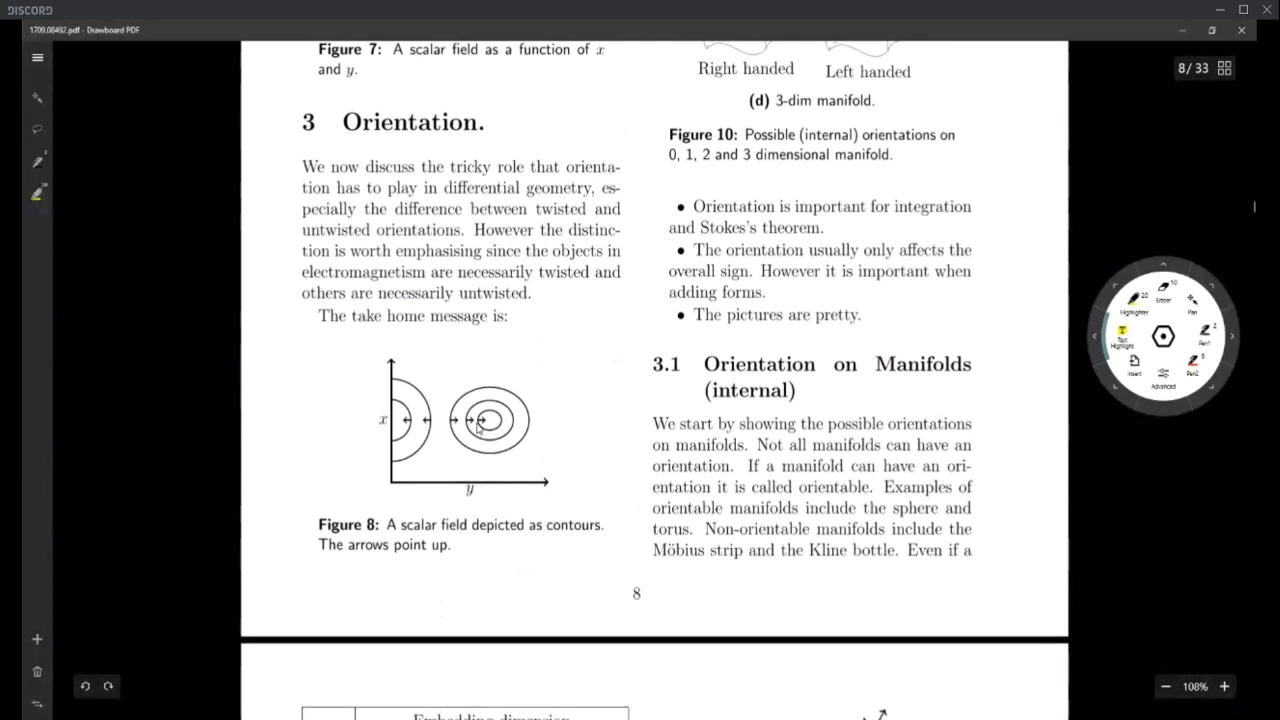 DISCORD
1709.08492.pdf - Drawboard PDF
8/33
Figure 7: A scalar field as a function of x
and y.
3 Orientation.
We now discuss the tricky role that orienta-
tion has to play in differential geometry, es-
pecially the difference between twisted and
untwisted orientations. However the distinc-
tion is worth emphasising since the objects in
electromagnetism are necessarily twisted and
others are necessarily untwisted.
The take home message is:
x
y
Figure 8: A scalar field depicted as contours.
The arrows point up.
Right handed Left handed
(d) 3-dim manifold.
Figure 10: Possible (internal) orientations on
0, 1, 2 and 3 dimensional manifold.
• Orientation is important for integration
and Stokes's theorem.
• The orientation usually only affects the
overall sign. However it is important when
adding forms.
• The pictures are pretty.
3.1 Orientation on Manifolds
(internal)
We start by showing the possible orientations
on manifolds. Not all manifolds can have an
orientation. If a manifold can have an ori-
entation it is called orientable. Examples of
orientable manifolds include the sphere and
torus. Non-orientable manifolds include the
Möbius strip and the Kline bottle. Even if a
8
Embedding dimension
20
Highlighter
10
Eraser
Pan
2
Pen1
6
Pen2
Advanced
Insert
Text
Highlight
108%